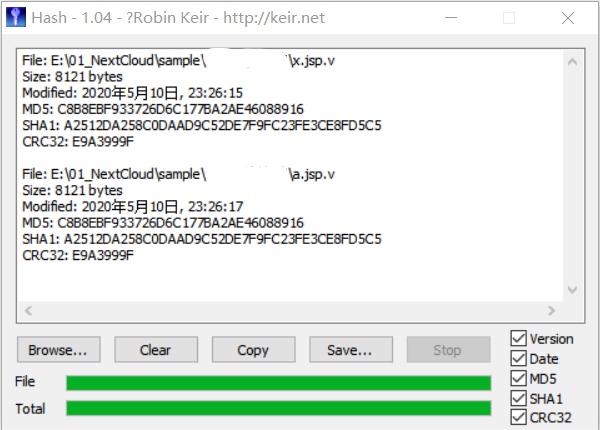 Hash - 1.04 - ?Robin Keir - http://keir.net
File: E:\01_NextCloud\sample\ \x.jsp.v
Size: 8121 bytes
Modified: 2020年5月10日, 23:26:15
MD5: C8B8EBF933726D6C177BA2AE46088916
SHA1: A2512DA258C0DAAD9C52DE7F9FC23FE3CE8FD5C5
CRC32: E9A3999F
File: E:\01_NextCloud\sample\ \a.jsp.v
Size: 8121 bytes
Modified: 2020年5月10日, 23:26:17
MD5: C8B8EBF933726D6C177BA2AE46088916
SHA1: A2512DA258C0DAAD9C52DE7F9FC23FE3CE8FD5C5
CRC32: E9A3999F
Browse... Clear Copy Save... Stop
Version
Date
MD5
SHA1
CRC32
File
Total